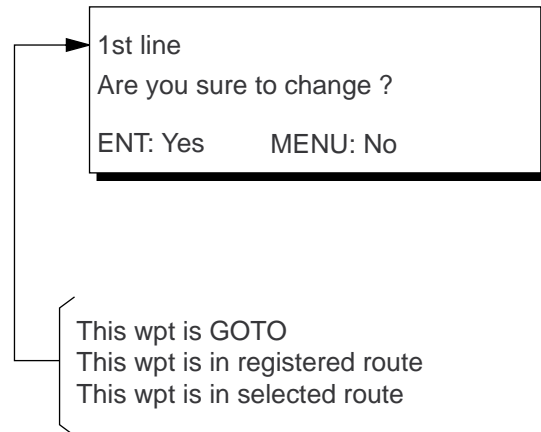 1st line
Are you sure to change ?
ENT: Yes MENU: No
This wpt is GOTO
This wpt is in registered route
This wpt is in selected route